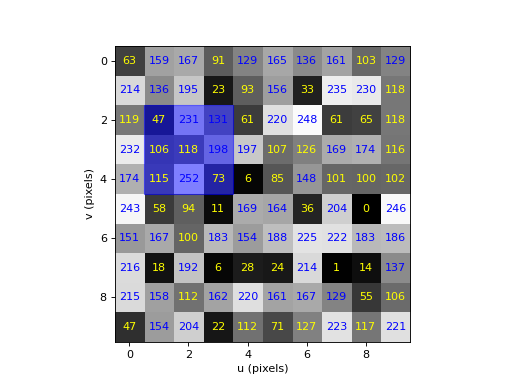 0 63 159 167 91 129 165 136 161 103 129
214 136 195 23 93 156 33 235 230 118
2 119 47 231 131 61 220 248 61 65 118
232 106 118 198 197 107 126 169 174 116
4 174 115 252 73 6 85 148 101 100 102
243 58 94 11 169 164 36 204 0 246
6 151 167 100 183 154 188 225 222 183 186
216 18 192 6 28 24 214 1 14 137
8 215 158 112 162 220 161 167 129 55 106
47 154 204 22 112 71 127 223 117 221
0 2 4 6 8
u (pixels)
v (pixels)